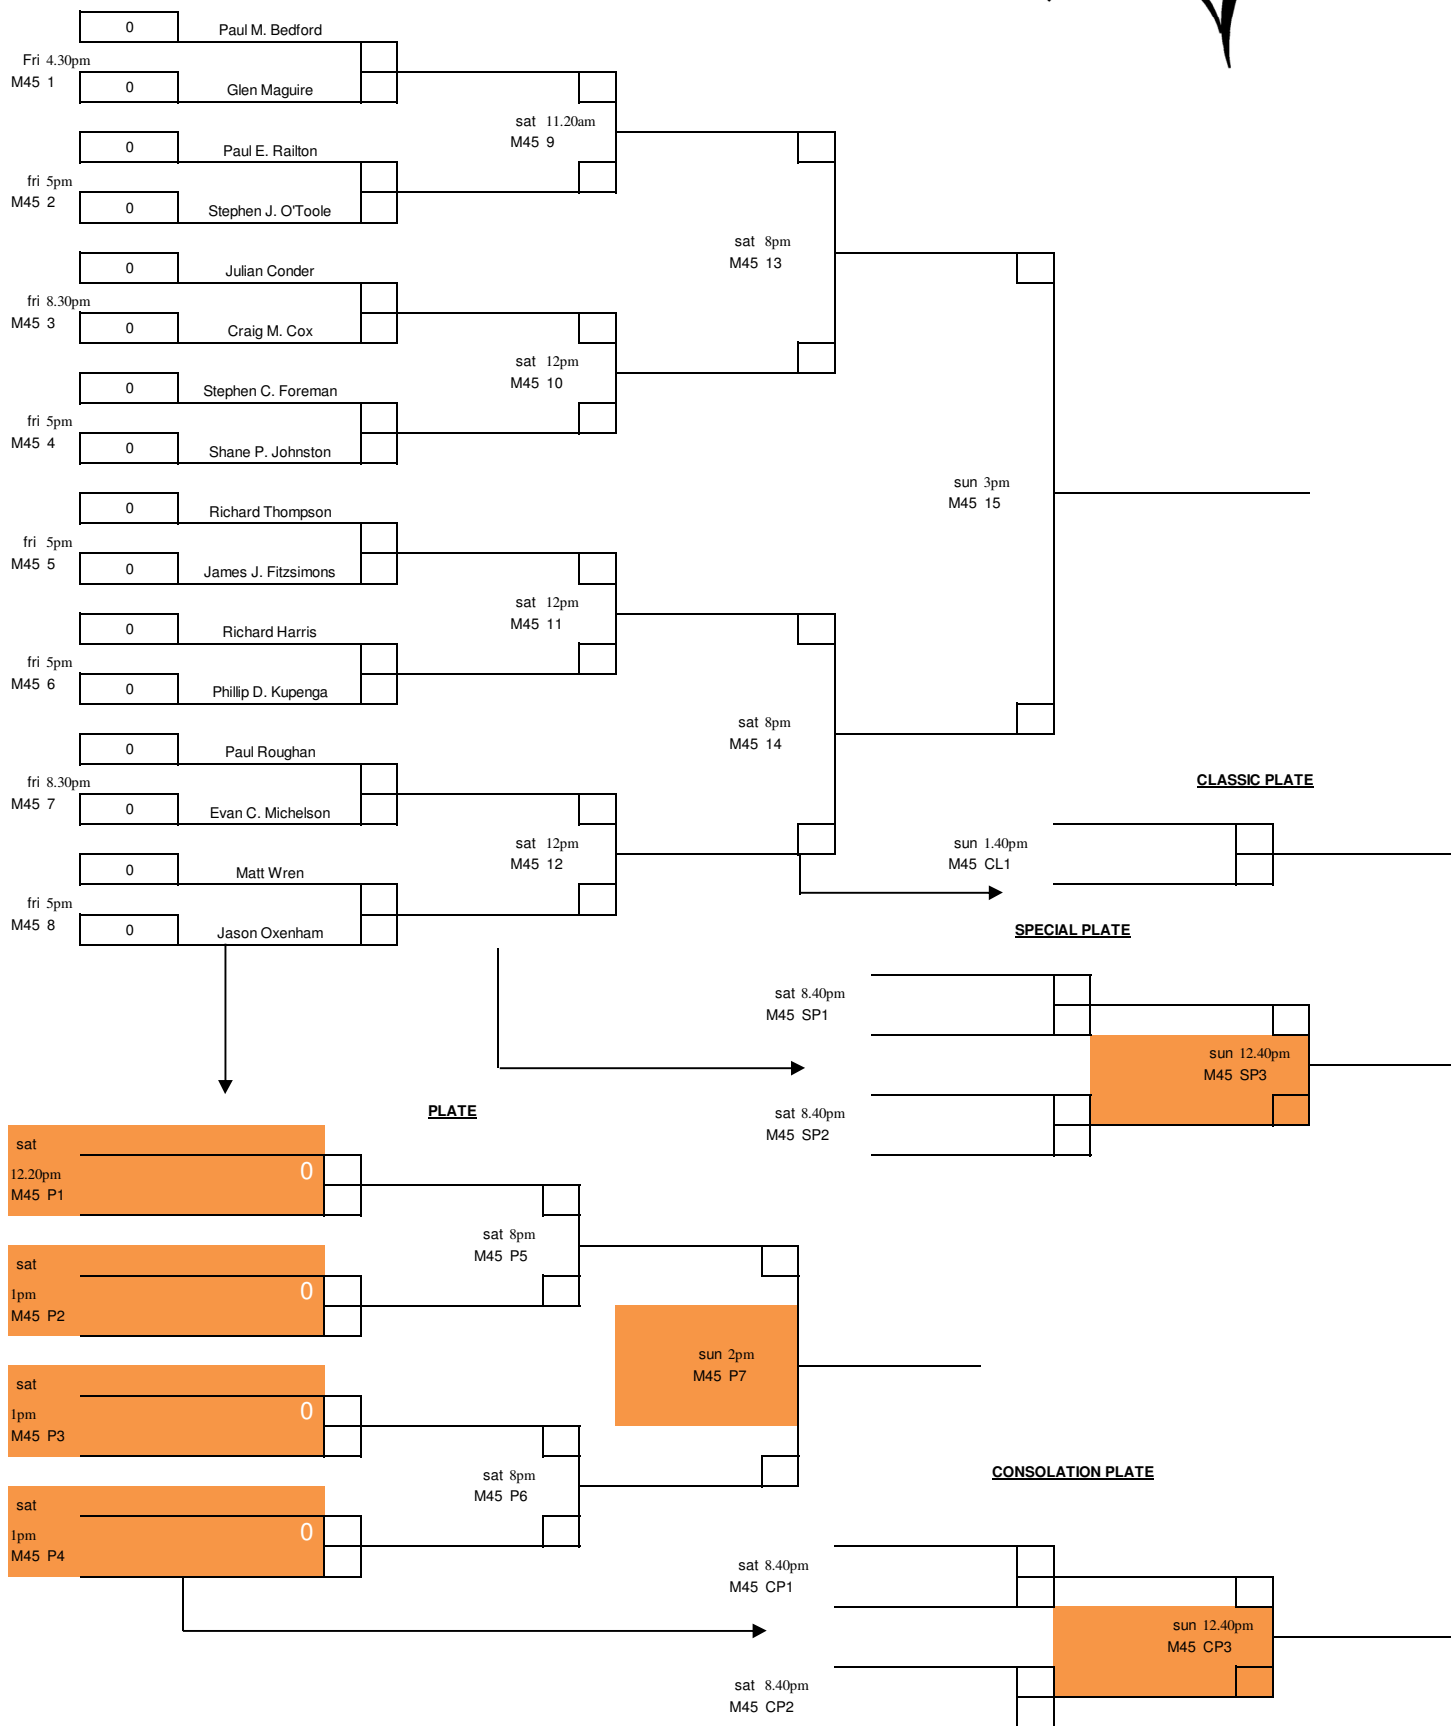 0 Paul M. Bedford
Fri 4.30pm
M45 1
0 Glen Maguire
sat 11.20am
M45 9
0 Paul E. Railton
fri 5pm
M45 2
0 Stephen J. O'Toole
sat 8pm
M45 13
0 Julian Conder
fri 8.30pm
M45 3
0 Craig M. Cox
sat 12pm
M45 10
0 Stephen C. Foreman
fri 5pm
M45 4
0 Shane P. Johnston
sun 3pm
M45 15
0 Richard Thompson
fri 5pm
M45 5
0 James J. Fitzsimons
sat 12pm
M45 11
0 Richard Harris
fri 5pm
M45 6
0 Phillip D. Kupenga
sat 8pm
M45 14
0 Paul Roughan
fri 8.30pm
M45 7
0 Evan C. Michelson
CLASSIC PLATE
sat 12pm
M45 12
sun 1.40pm
M45 CL1
0 Matt Wren
fri 5pm
M45 8
0 Jason Oxenham
SPECIAL PLATE
sat 8.40pm
M45 SP1
sun 12.40pm
M45 SP3
sat 8.40pm
M45 SP2
PLATE
sat
12.20pm 0
M45 P1
sat 8pm
M45 P5
sat
1pm 0
M45 P2
sun 2pm
M45 P7
sat
1pm 0
M45 P3
sat 8pm
M45 P6
CONSOLATION PLATE
sat
1pm 0
M45 P4
sat 8.40pm
M45 CP1
sun 12.40pm
M45 CP3
sat 8.40pm
M45 CP2